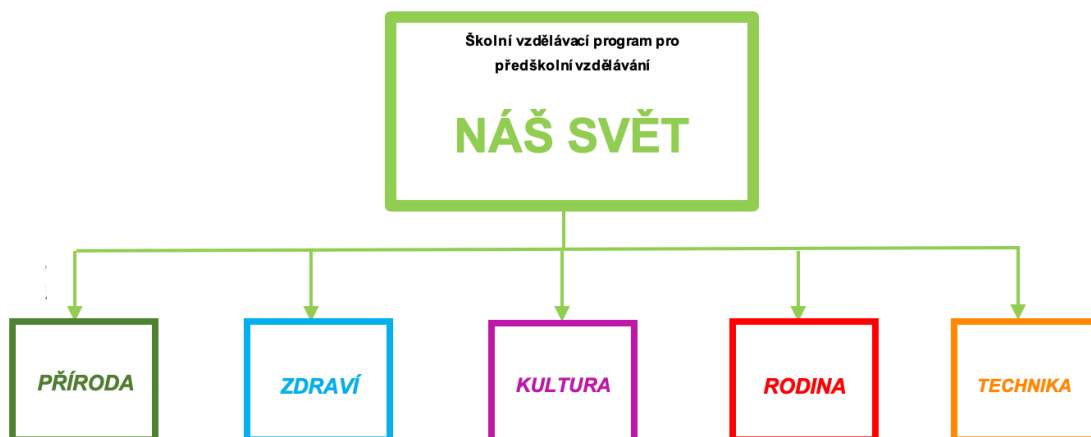 Školní vzdělávací program pro
předškolní vzdělávání
NÁŠ SVĚT
PŘÍRODA
ZDRAVÍ
KULTURA
RODINA
TECHNIKA